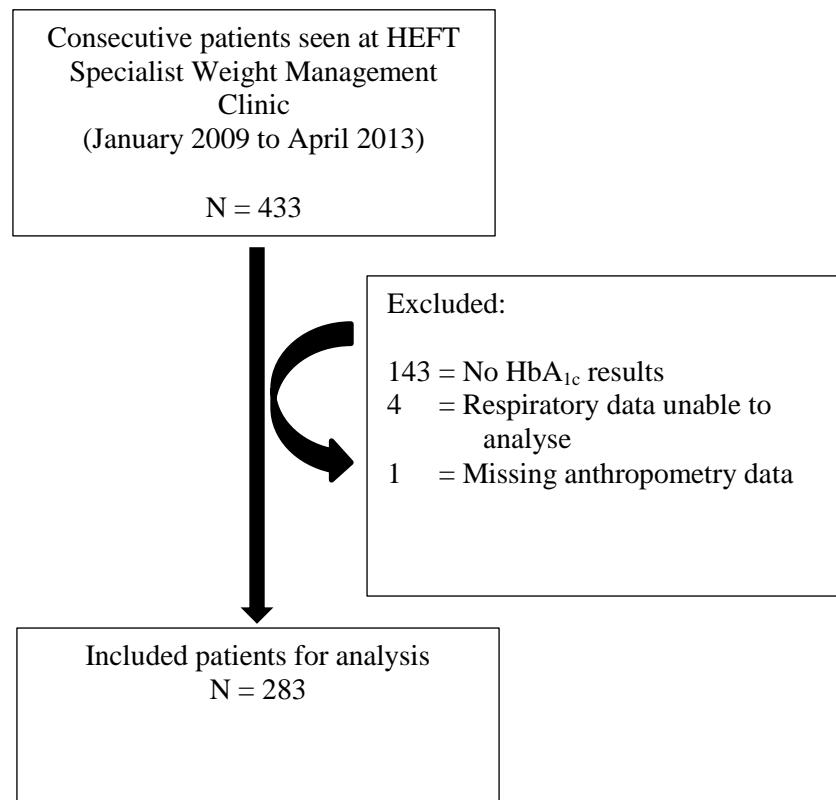 Consecutive patients seen at HEFT
Specialist Weight Management
Clinic
(January 2009 to April 2013)
N = 433
Excluded:
143 = No HbA1c results
4 = Respiratory data unable to
analyse
1 = Missing anthropometry data
Included patients for analysis
N = 283